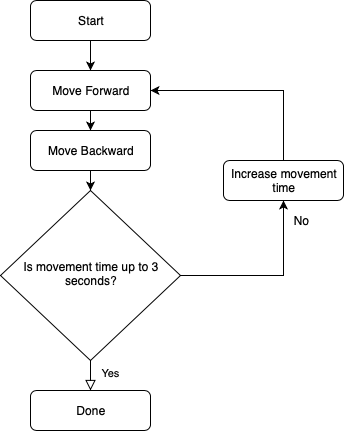 Start
Move Forward
Move Backward
Increase movement
time
No
Is movement time up to 3
seconds?
Yes
Done